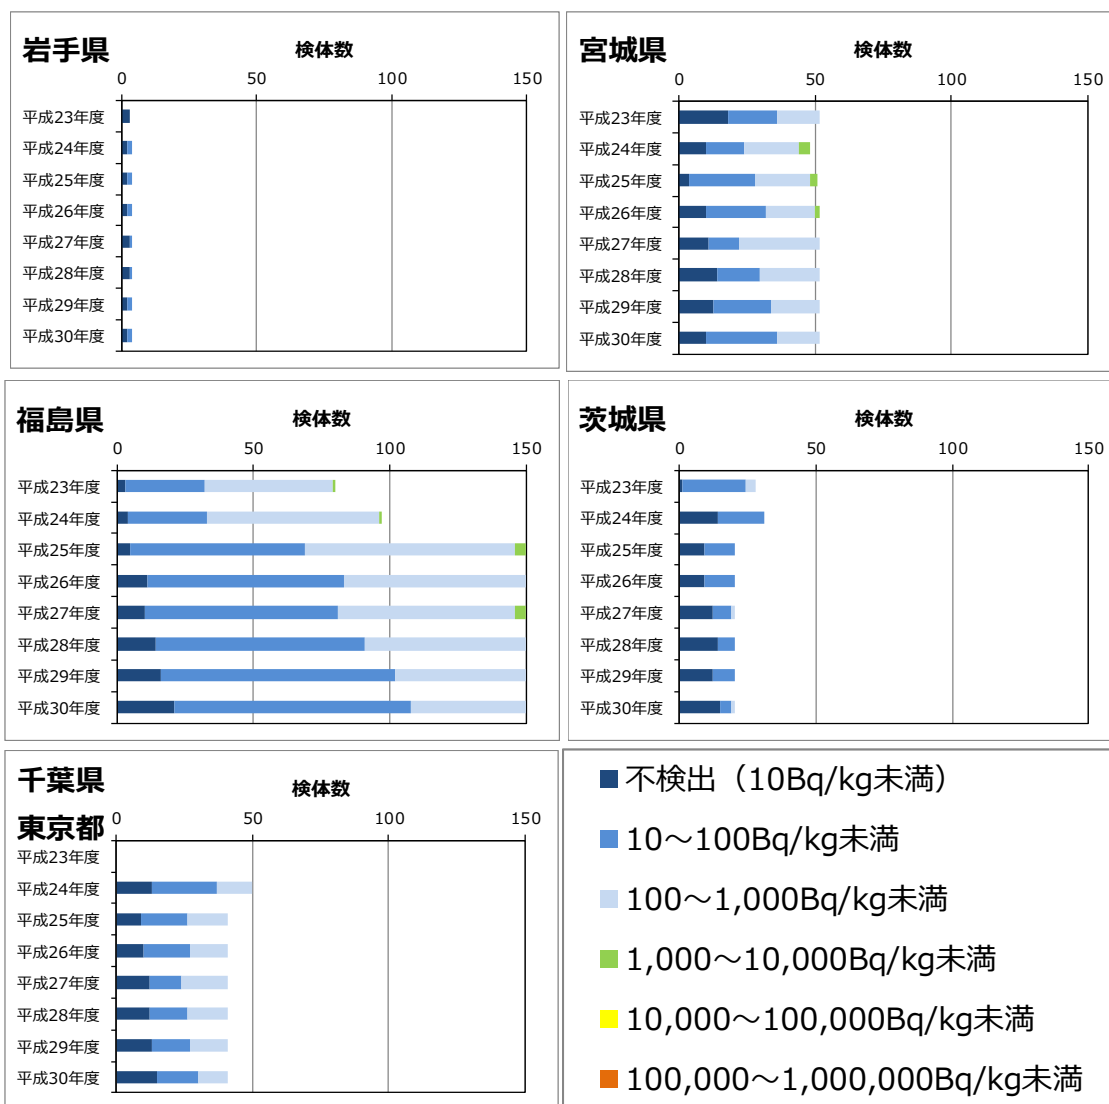 岩手県
検体数
0 50 100 150
平成23年度
平成24年度
平成25年度
平成26年度
平成27年度
平成28年度
平成29年度
平成30年度
宮城県
検体数
0 50 100 150
平成23年度
平成24年度
平成25年度
平成26年度
平成27年度
平成28年度
平成29年度
平成30年度
福島県
検体数
0 50 100 150
平成23年度
平成24年度
平成25年度
平成26年度
平成27年度
平成28年度
平成29年度
平成30年度
茨城県
検体数
0 50 100 150
平成23年度
平成24年度
平成25年度
平成26年度
平成27年度
平成28年度
平成29年度
平成30年度
千葉県
東京都
検体数
0 50 100 150
平成23年度
平成24年度
平成25年度
平成26年度
平成27年度
平成28年度
平成29年度
平成30年度
不検出（10Bq/kg未満）
10～100Bq/kg未満
100～1,000Bq/kg未満
1,000～10,000Bq/kg未満
10,000～100,000Bq/kg未満
100,000～1,000,000Bq/kg未満